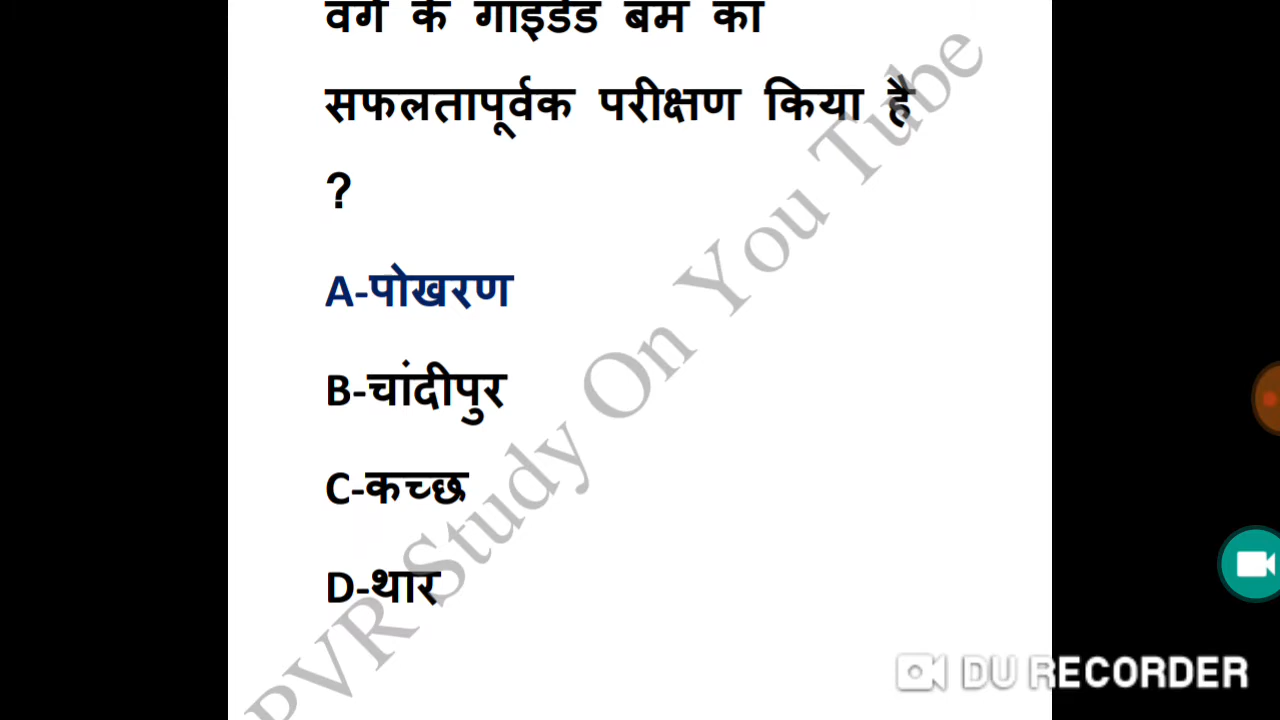 वर्ग के गाइडेड बम का
सफलतापूर्वक परीक्षण किया है
?
A-पोखरण
B-चांदीपुर
C-कच्छ
D-थार
PVR Study On You Tube
DU RECORDER